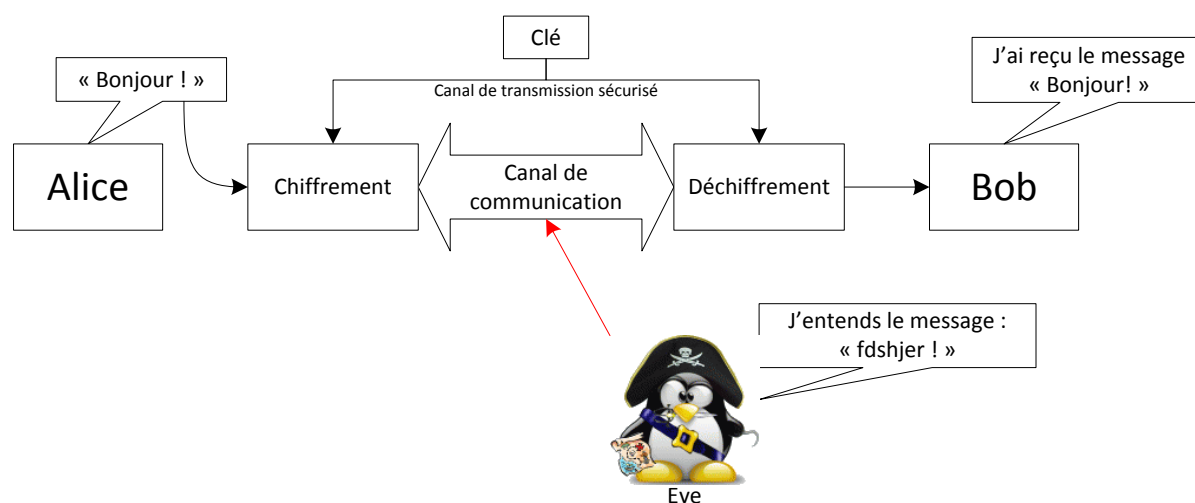 Clé
« Bonjour ! »
J’ai reçu le message
« Bonjour! »
Canal de transmission sécurisé
Alice
Chiffrement
Canal de
communication
Déchiffrement
Bob
J’entends le message :
« fdshjer ! »
Eve